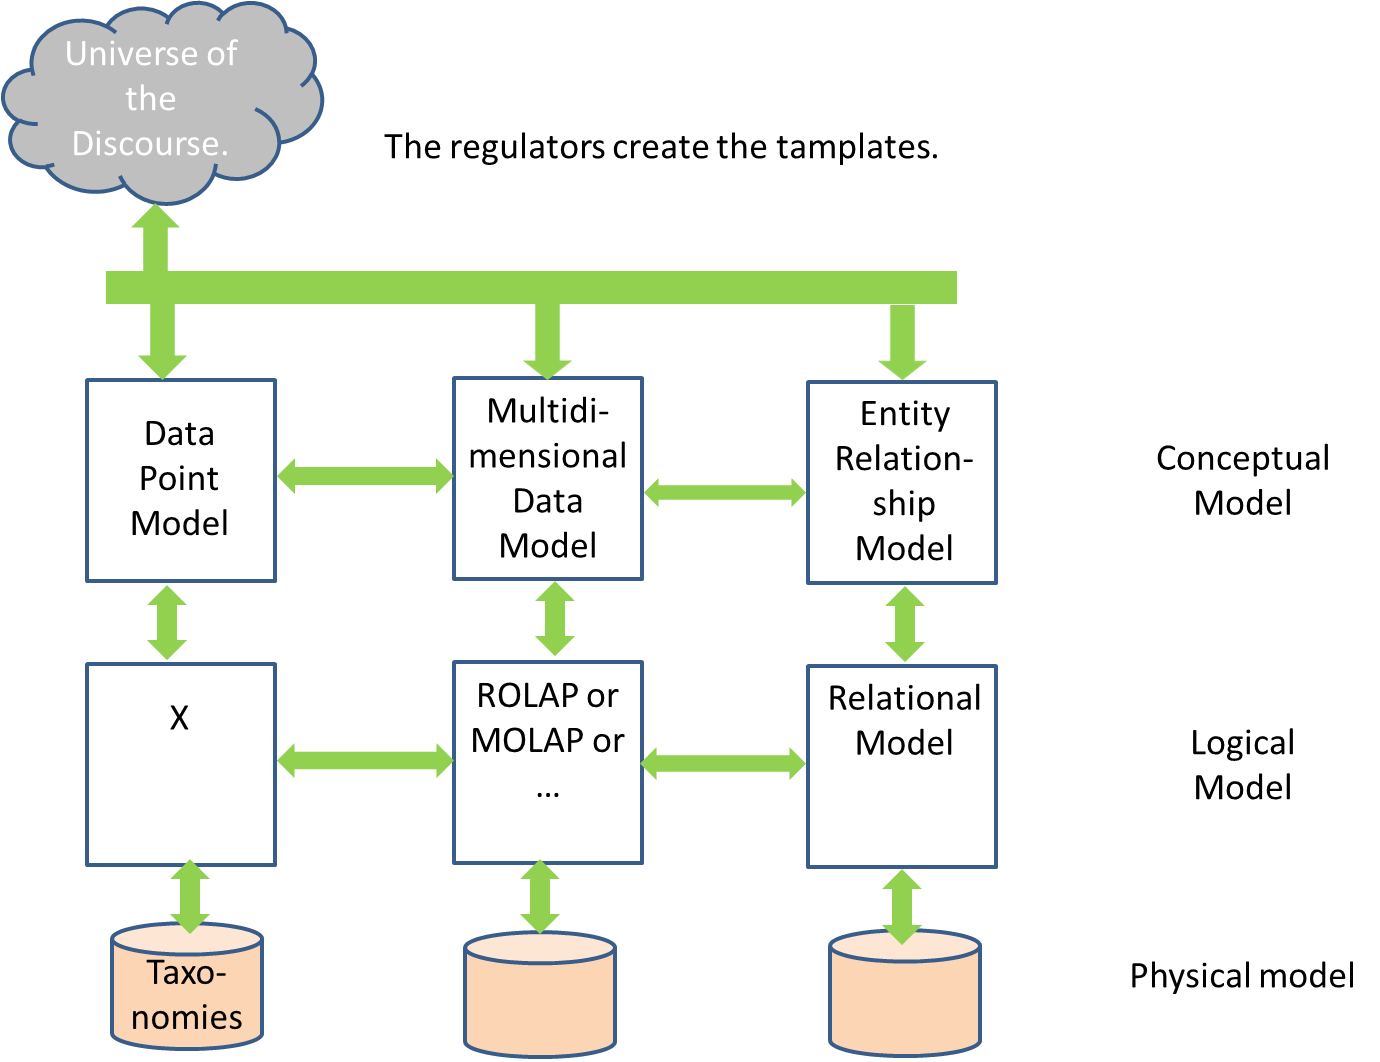 Universe of
the
Discourse.
The regulators create the tamplates.
Data
Point
Model
Multidi-
mensional
Data
Model
Entity
Relation-
ship
Model
Conceptual
Model
X
ROLAP or
MOLAP or
...
Relational
Model
Logical
Model
Taxo-
nomies
Physical model